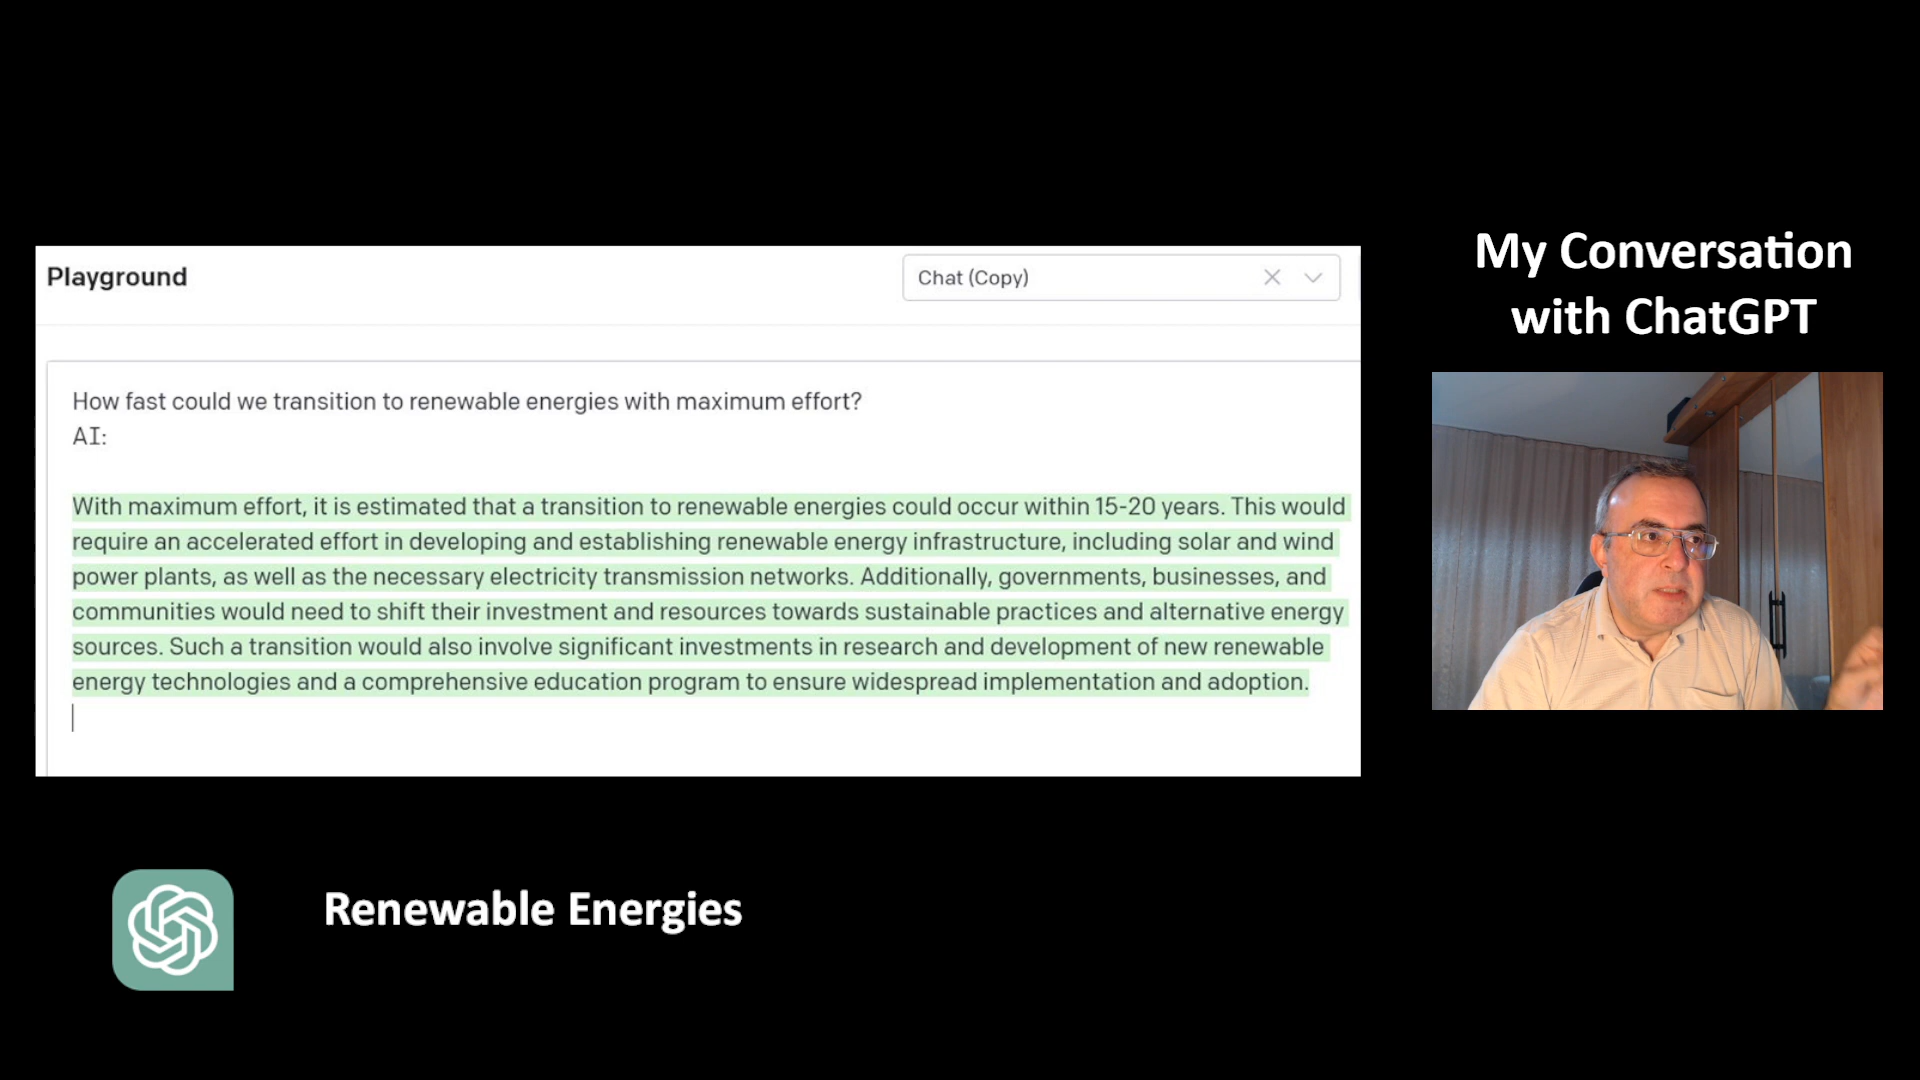 Playground
Chat (Copy)
How fast could we transition to renewable energies with maximum effort?
AI:
With maximum effort, it is estimated that a transition to renewable energies could occur within 15-20 years. This would
require an accelerated effort in developing and establishing renewable energy infrastructure, including solar and wind
power plants, as well as the necessary electricity transmission networks. Additionally, governments, businesses, and
communities would need to shift their investment and resources towards sustainable practices and alternative energy
sources. Such a transition would also involve significant investments in research and development of new renewable
energy technologies and a comprehensive education program to ensure widespread implementation and adoption.
My Conversation
with ChatGPT
Renewable Energies